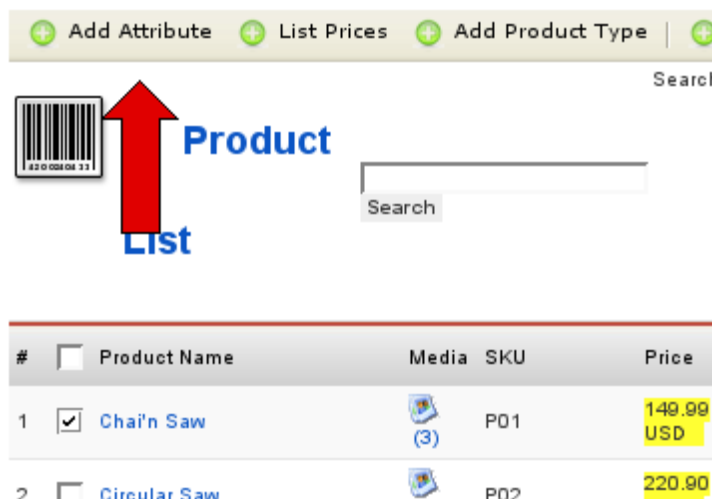 Add Attribute List Prices Add Product Type |
Search
Product
Search
List
# Product Name Media SKU Price
1 Chai'n Saw (3) P01 149.99 USD
2 Circular Saw P02 220.90